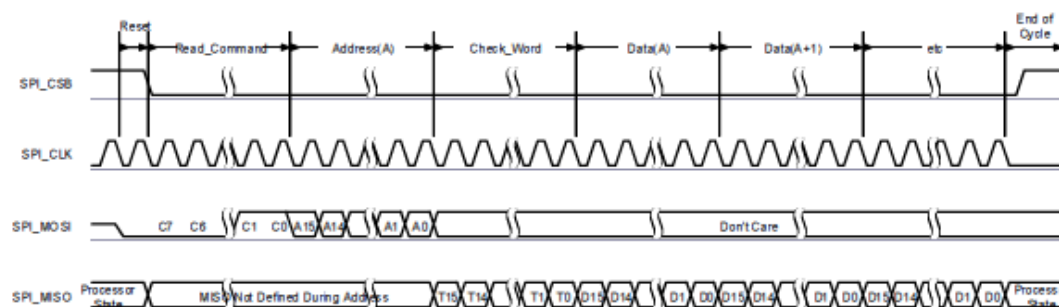 Reset
End of
Cycle
Read_Command Address(A) Check_Word Data(A) Data(A+1) etc
SPI_CSB
SPI_CLK
SPI_MOSI C7 C6 C1 C0 A15 A14 A1 A0 Don't Care
SPI_MISO Processor State MISO Not Defined During Address T15 T14 T1 T0 D15 D14 D1 D0 D15 D14 D1 D0 D15 D14 D1 D0